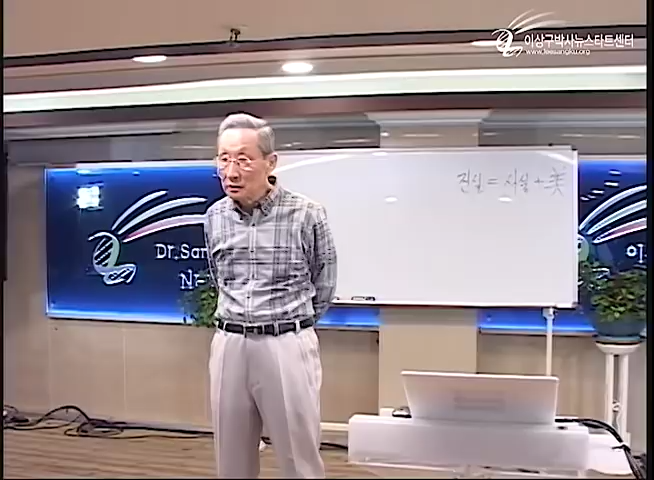 이상구박사뉴스타트센터
www.leesangku.org
진실 = 사실 + 美
Dr.San
N
이